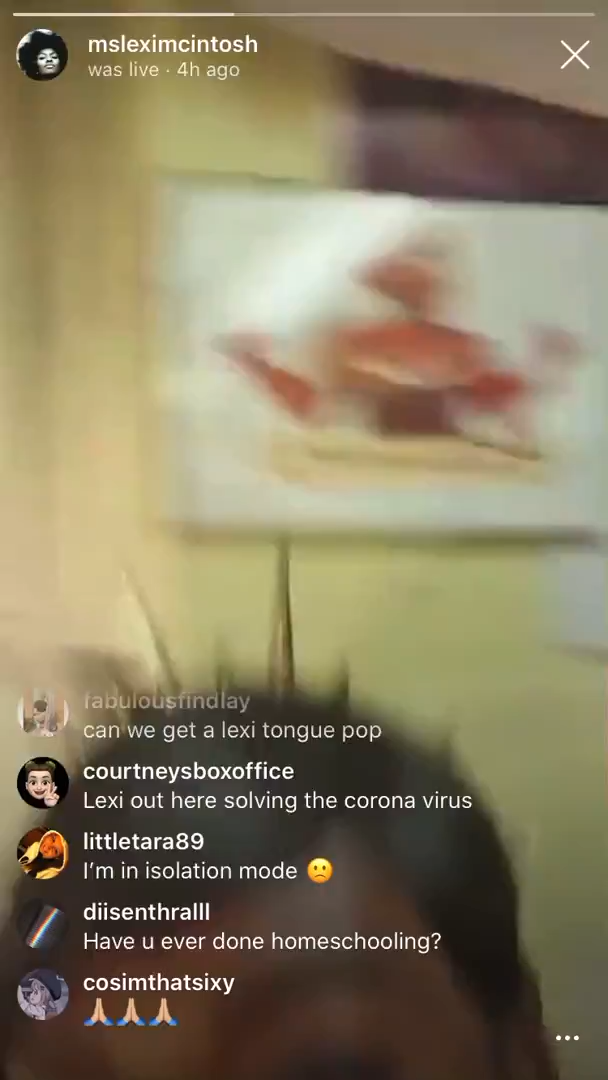 msleximcintosh
was live · 4h ago
fabulousfindlay
can we get a lexi tongue pop
courtneysboxoffice
Lexi out here solving the corona virus
littletara89
I'm in isolation mode 🙁
diisenthralll
Have u ever done homeschooling?
cosimthatsixy
🙏🏼🙏🏼🙏🏼